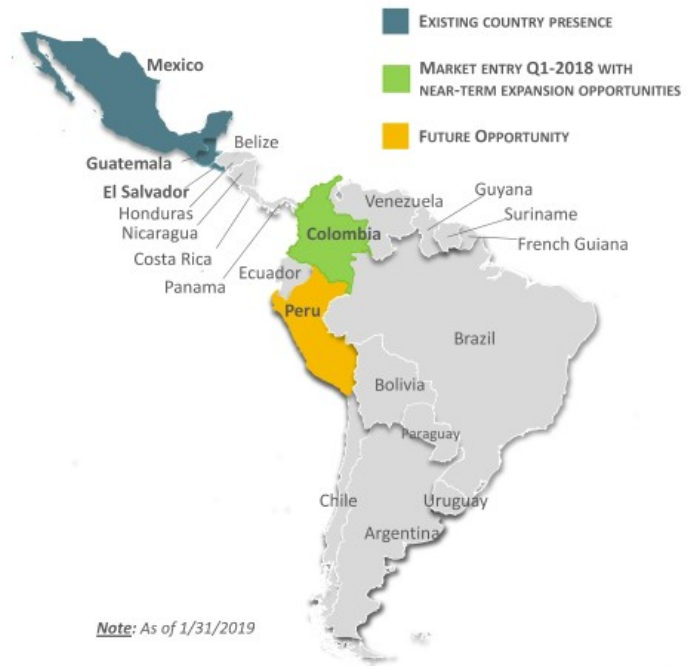 EXISTING COUNTRY PRESENCE
MARKET ENTRY Q1-2018 WITH
NEAR-TERM EXPANSION OPPORTUNITIES
FUTURE OPPORTUNITY
Mexico
Belize
Guatemala
El Salvador
Honduras
Nicaragua
Costa Rica
Panama
Venezuela
Guyana
Suriname
French Guiana
Colombia
Ecuador
Peru
Brazil
Bolivia
Paraguay
Chile
Uruguay
Argentina
Note: As of 1/31/2019